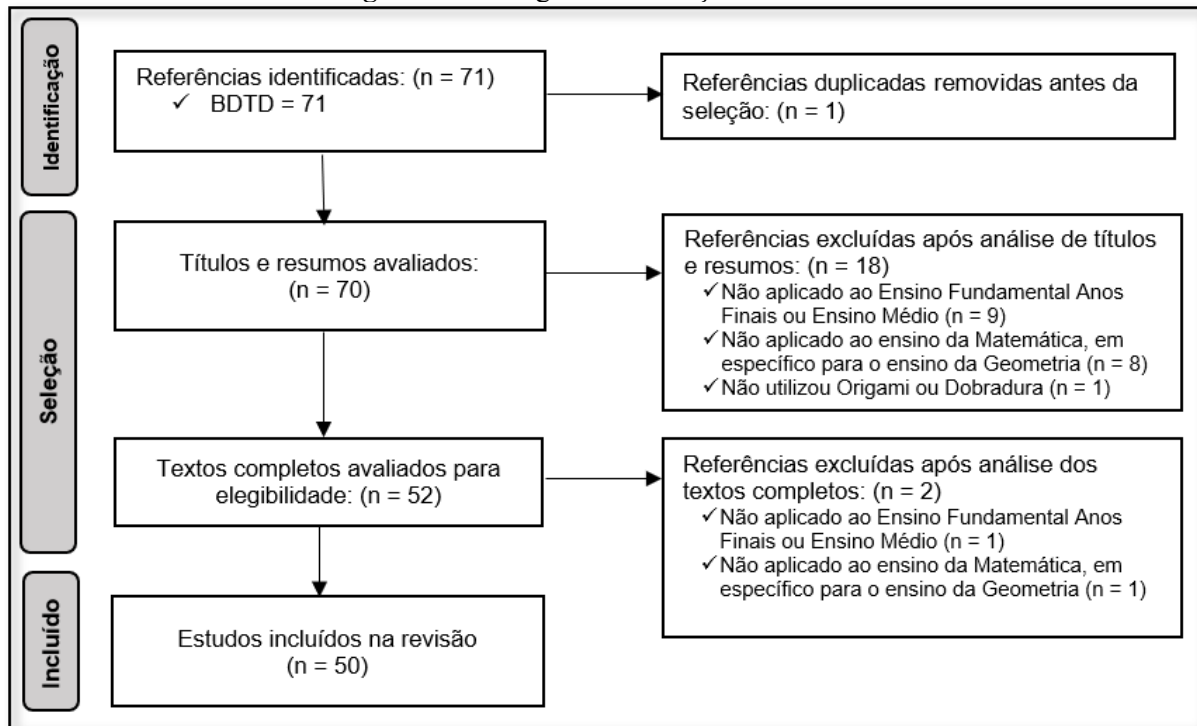 Identificação
Referências identificadas: (n = 71)
✓ BDTD = 71
Referências duplicadas removidas antes da
seleção: (n = 1)
Seleção
Títulos e resumos avaliados:
(n = 70)
Referências excluídas após análise de títulos
e resumos: (n = 18)
✓Não aplicado ao Ensino Fundamental Anos
Finais ou Ensino Médio (n = 9)
✓Não aplicado ao ensino da Matemática, em
específico para o ensino da Geometria (n = 8)
✓Não utilizou Origami ou Dobradura (n = 1)
Textos completos avaliados para
elegibilidade: (n = 52)
Referências excluídas após análise dos
textos completos: (n = 2)
✓Não aplicado ao Ensino Fundamental Anos
Finais ou Ensino Médio (n = 1)
✓Não aplicado ao ensino da Matemática, em
específico para o ensino da Geometria (n = 1)
Incluído
Estudos incluídos na revisão
(n = 50)